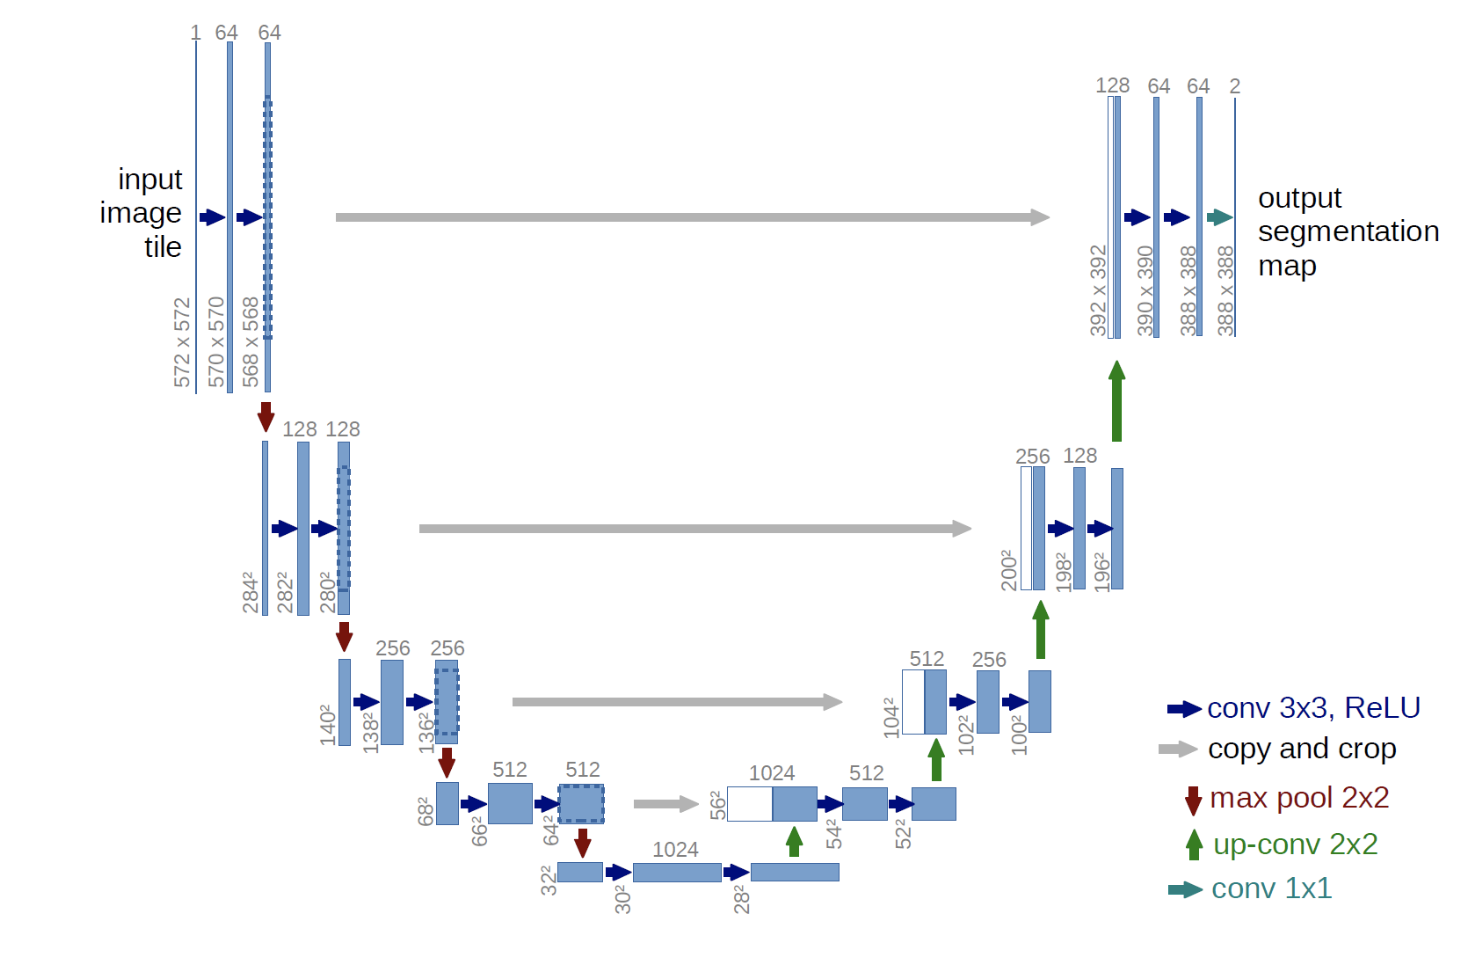 1 64 64
128 64 64 2
input
image
tile
output
segmentation
map
572 x 572
570 x 570
568 x 568
392 x 392
390 x 390
388 x 388
388 x 388
128 128
256 128
284²
282²
280²
200²
198²
196²
256 256
512 256
140²
138²
136²
104²
102²
100²
512 512
1024 512
68²
66²
64²
56²
54²
52²
1024
32²
30²
28²
conv 3x3, ReLU
copy and crop
max pool 2x2
up-conv 2x2
conv 1x1